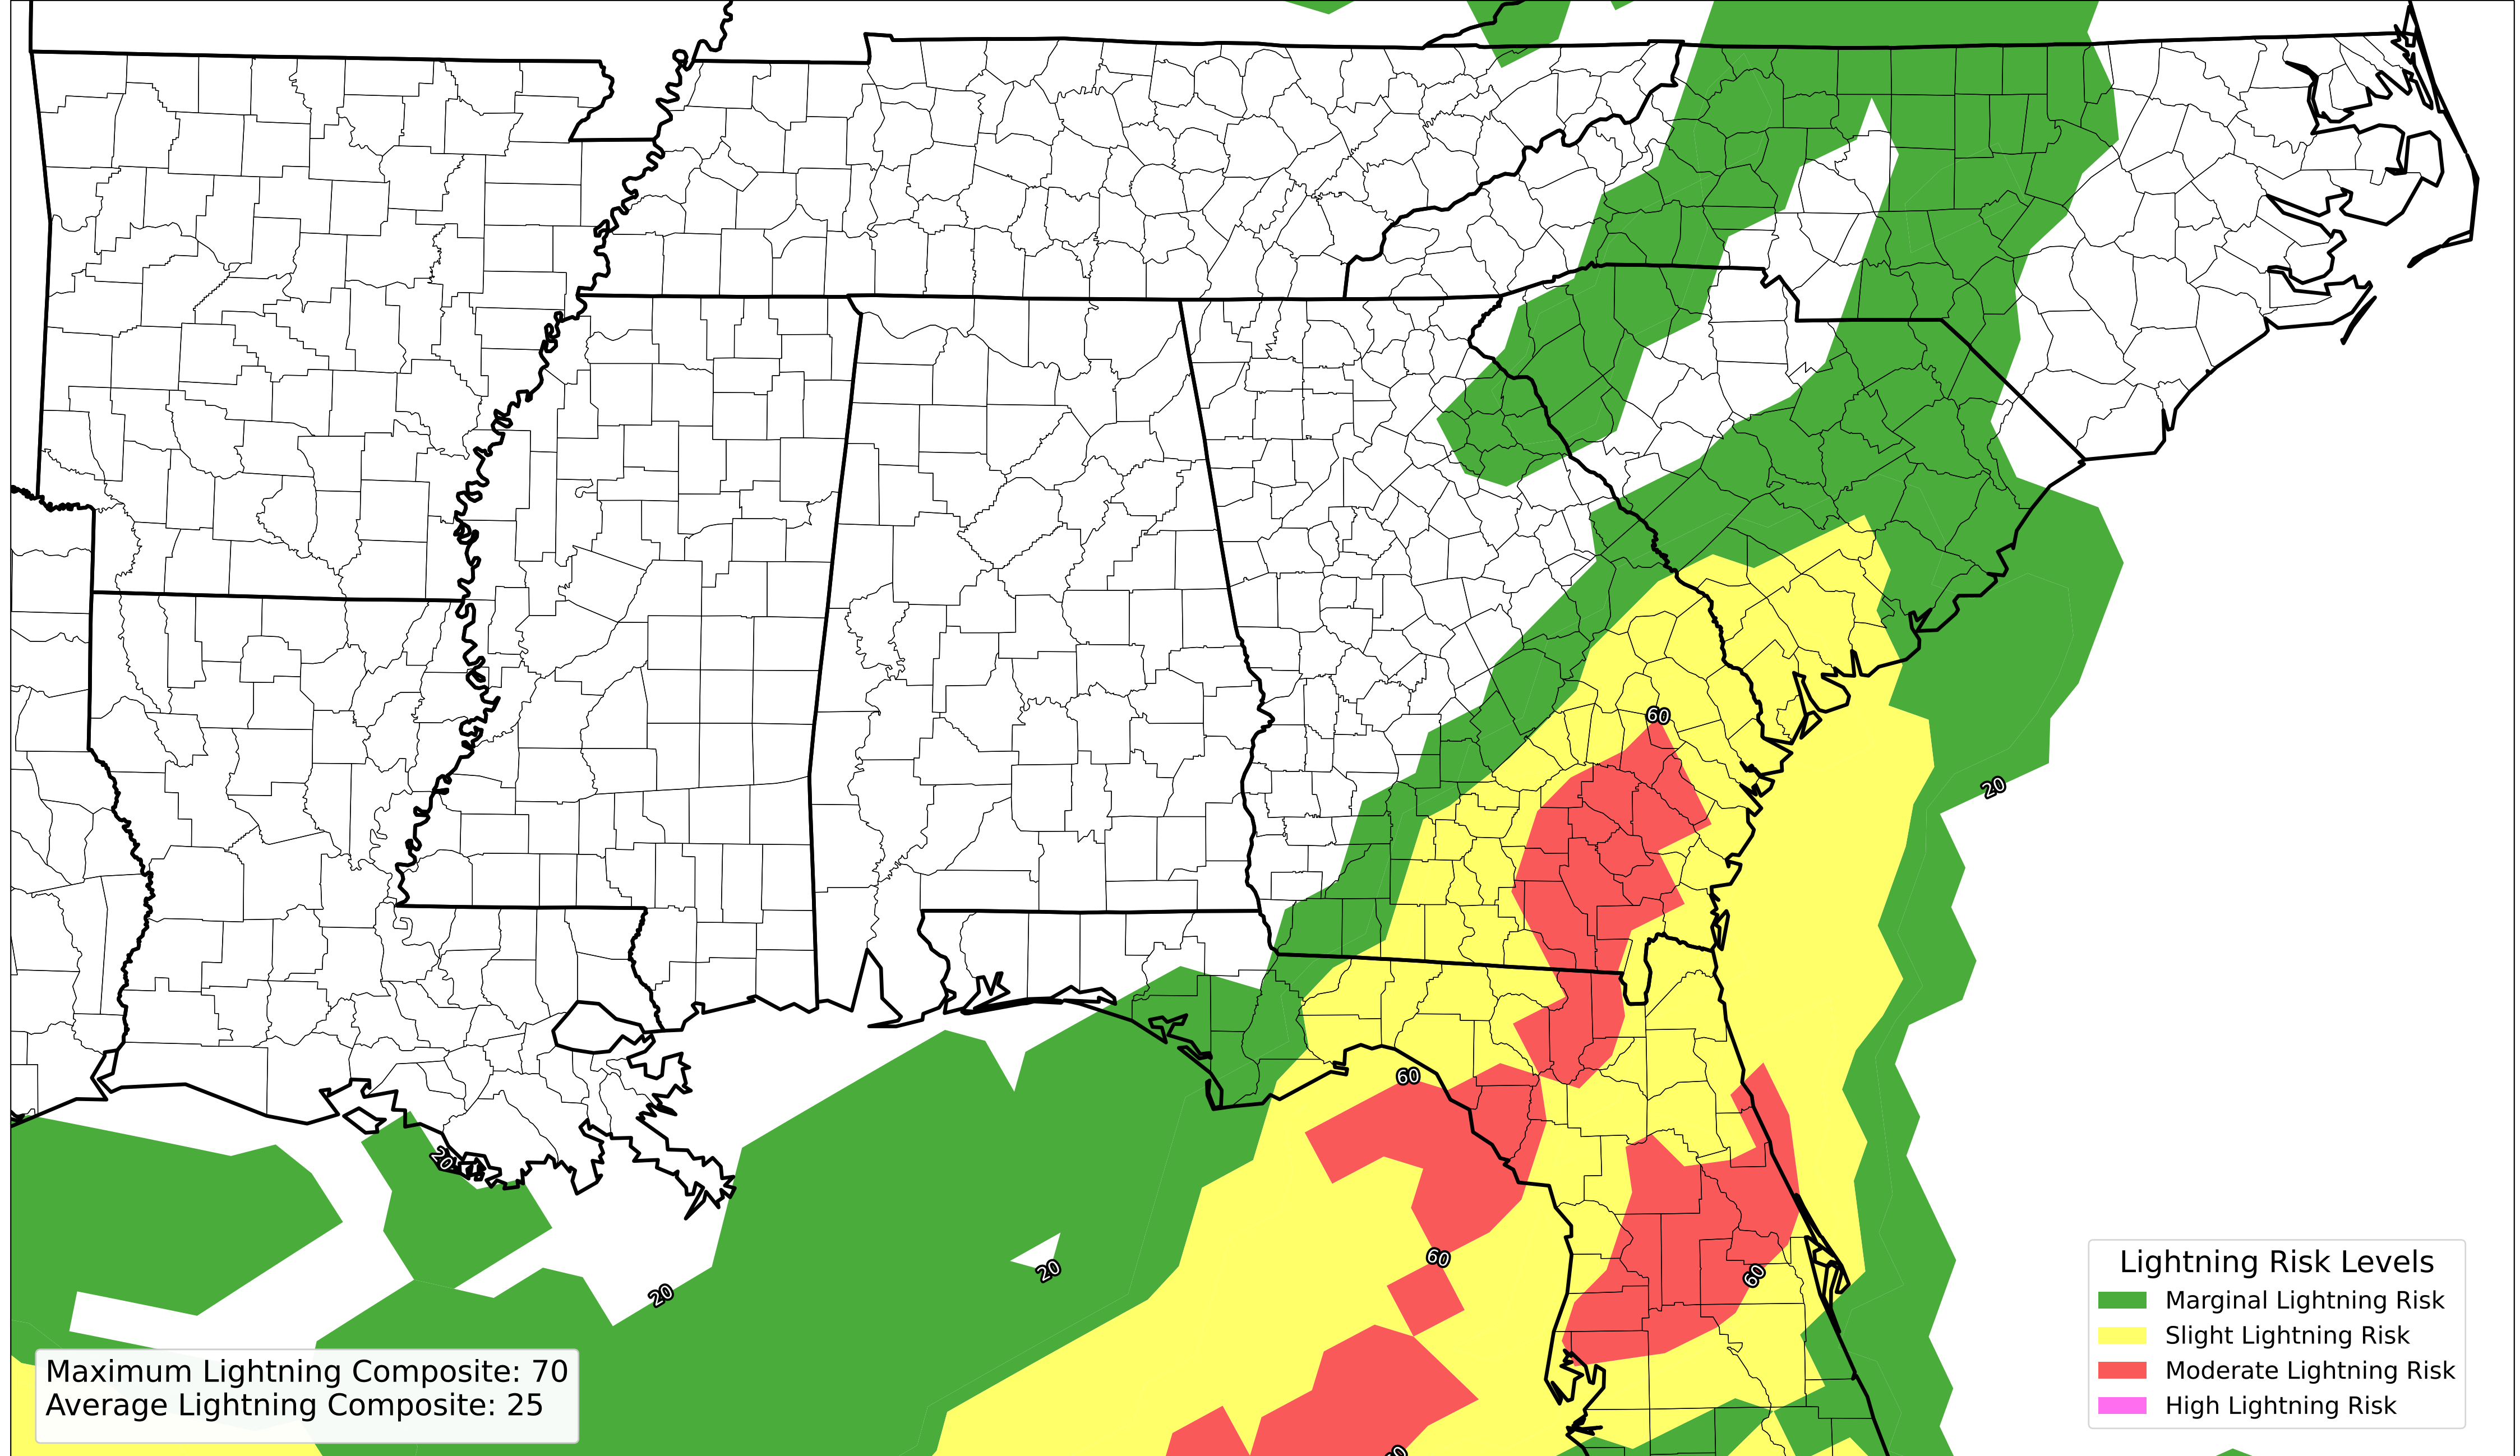 60
20
60
20
60
20
20
60
Lightning Risk Levels
Marginal Lightning Risk
Slight Lightning Risk
Moderate Lightning Risk
High Lightning Risk
Maximum Lightning Composite: 70
Average Lightning Composite: 25